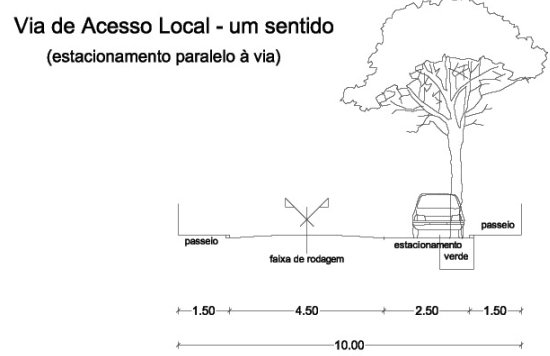 Via de Acesso Local - um sentido
(estacionamento paralelo à via)
passeio
faixa de rodagem
estacionamento
verde
passeio
1.50 4.50 2.50 1.50
10.00